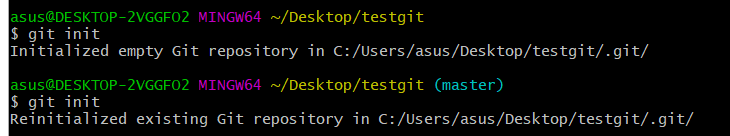 asus@DESKTOP-2VGGFO2 MINGW64 ~/Desktop/testgit
$ git init
Initialized empty Git repository in C:/Users/asus/Desktop/testgit/.git/
asus@DESKTOP-2VGGFO2 MINGW64 ~/Desktop/testgit (master)
$ git init
Reinitialized existing Git repository in C:/Users/asus/Desktop/testgit/.git/